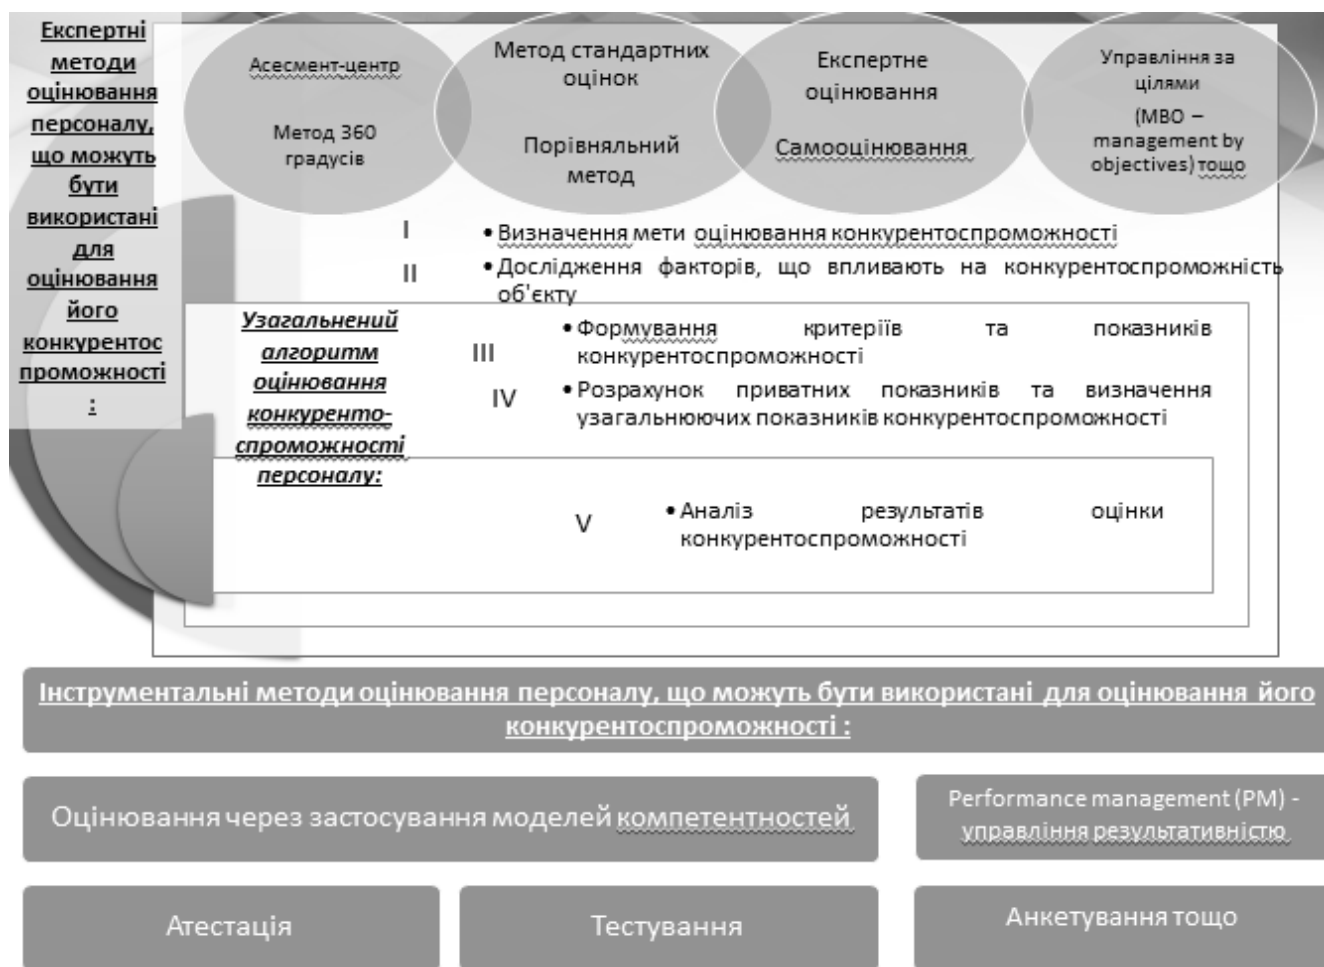 Експертні
методи
оцінювання
персоналу,
що можуть
бути
використані
для
оцінювання
його
конкурентос
проможності
:
Асесмент-центр
Метод 360
градусів
Метод стандартних
оцінок
Порівняльний
метод
Експертне
оцінювання
Самооцінювання
Управління за
цілями
(MBO –
management by
objectives) тощо
I
• Визначення мети оцінювання конкурентоспроможності
II
• Дослідження факторів, що впливають на конкурентоспроможність
об'єкту
Узагальнений
алгоритм
оцінювання
конкуренто-
спроможності
персоналу:
III
• Формування критеріїв та показників
конкурентоспроможності
IV
• Розрахунок приватних показників та визначення
узагальнюючих показників конкурентоспроможності
V
• Аналіз результатів оцінки
конкурентоспроможності
Інструментальні методи оцінювання персоналу, що можуть бути використані для оцінювання його
конкурентоспроможності :
Оцінювання через застосування моделей компетентностей
Performance management (PM) -
управління результативністю
Атестація
Тестування
Анкетування тощо